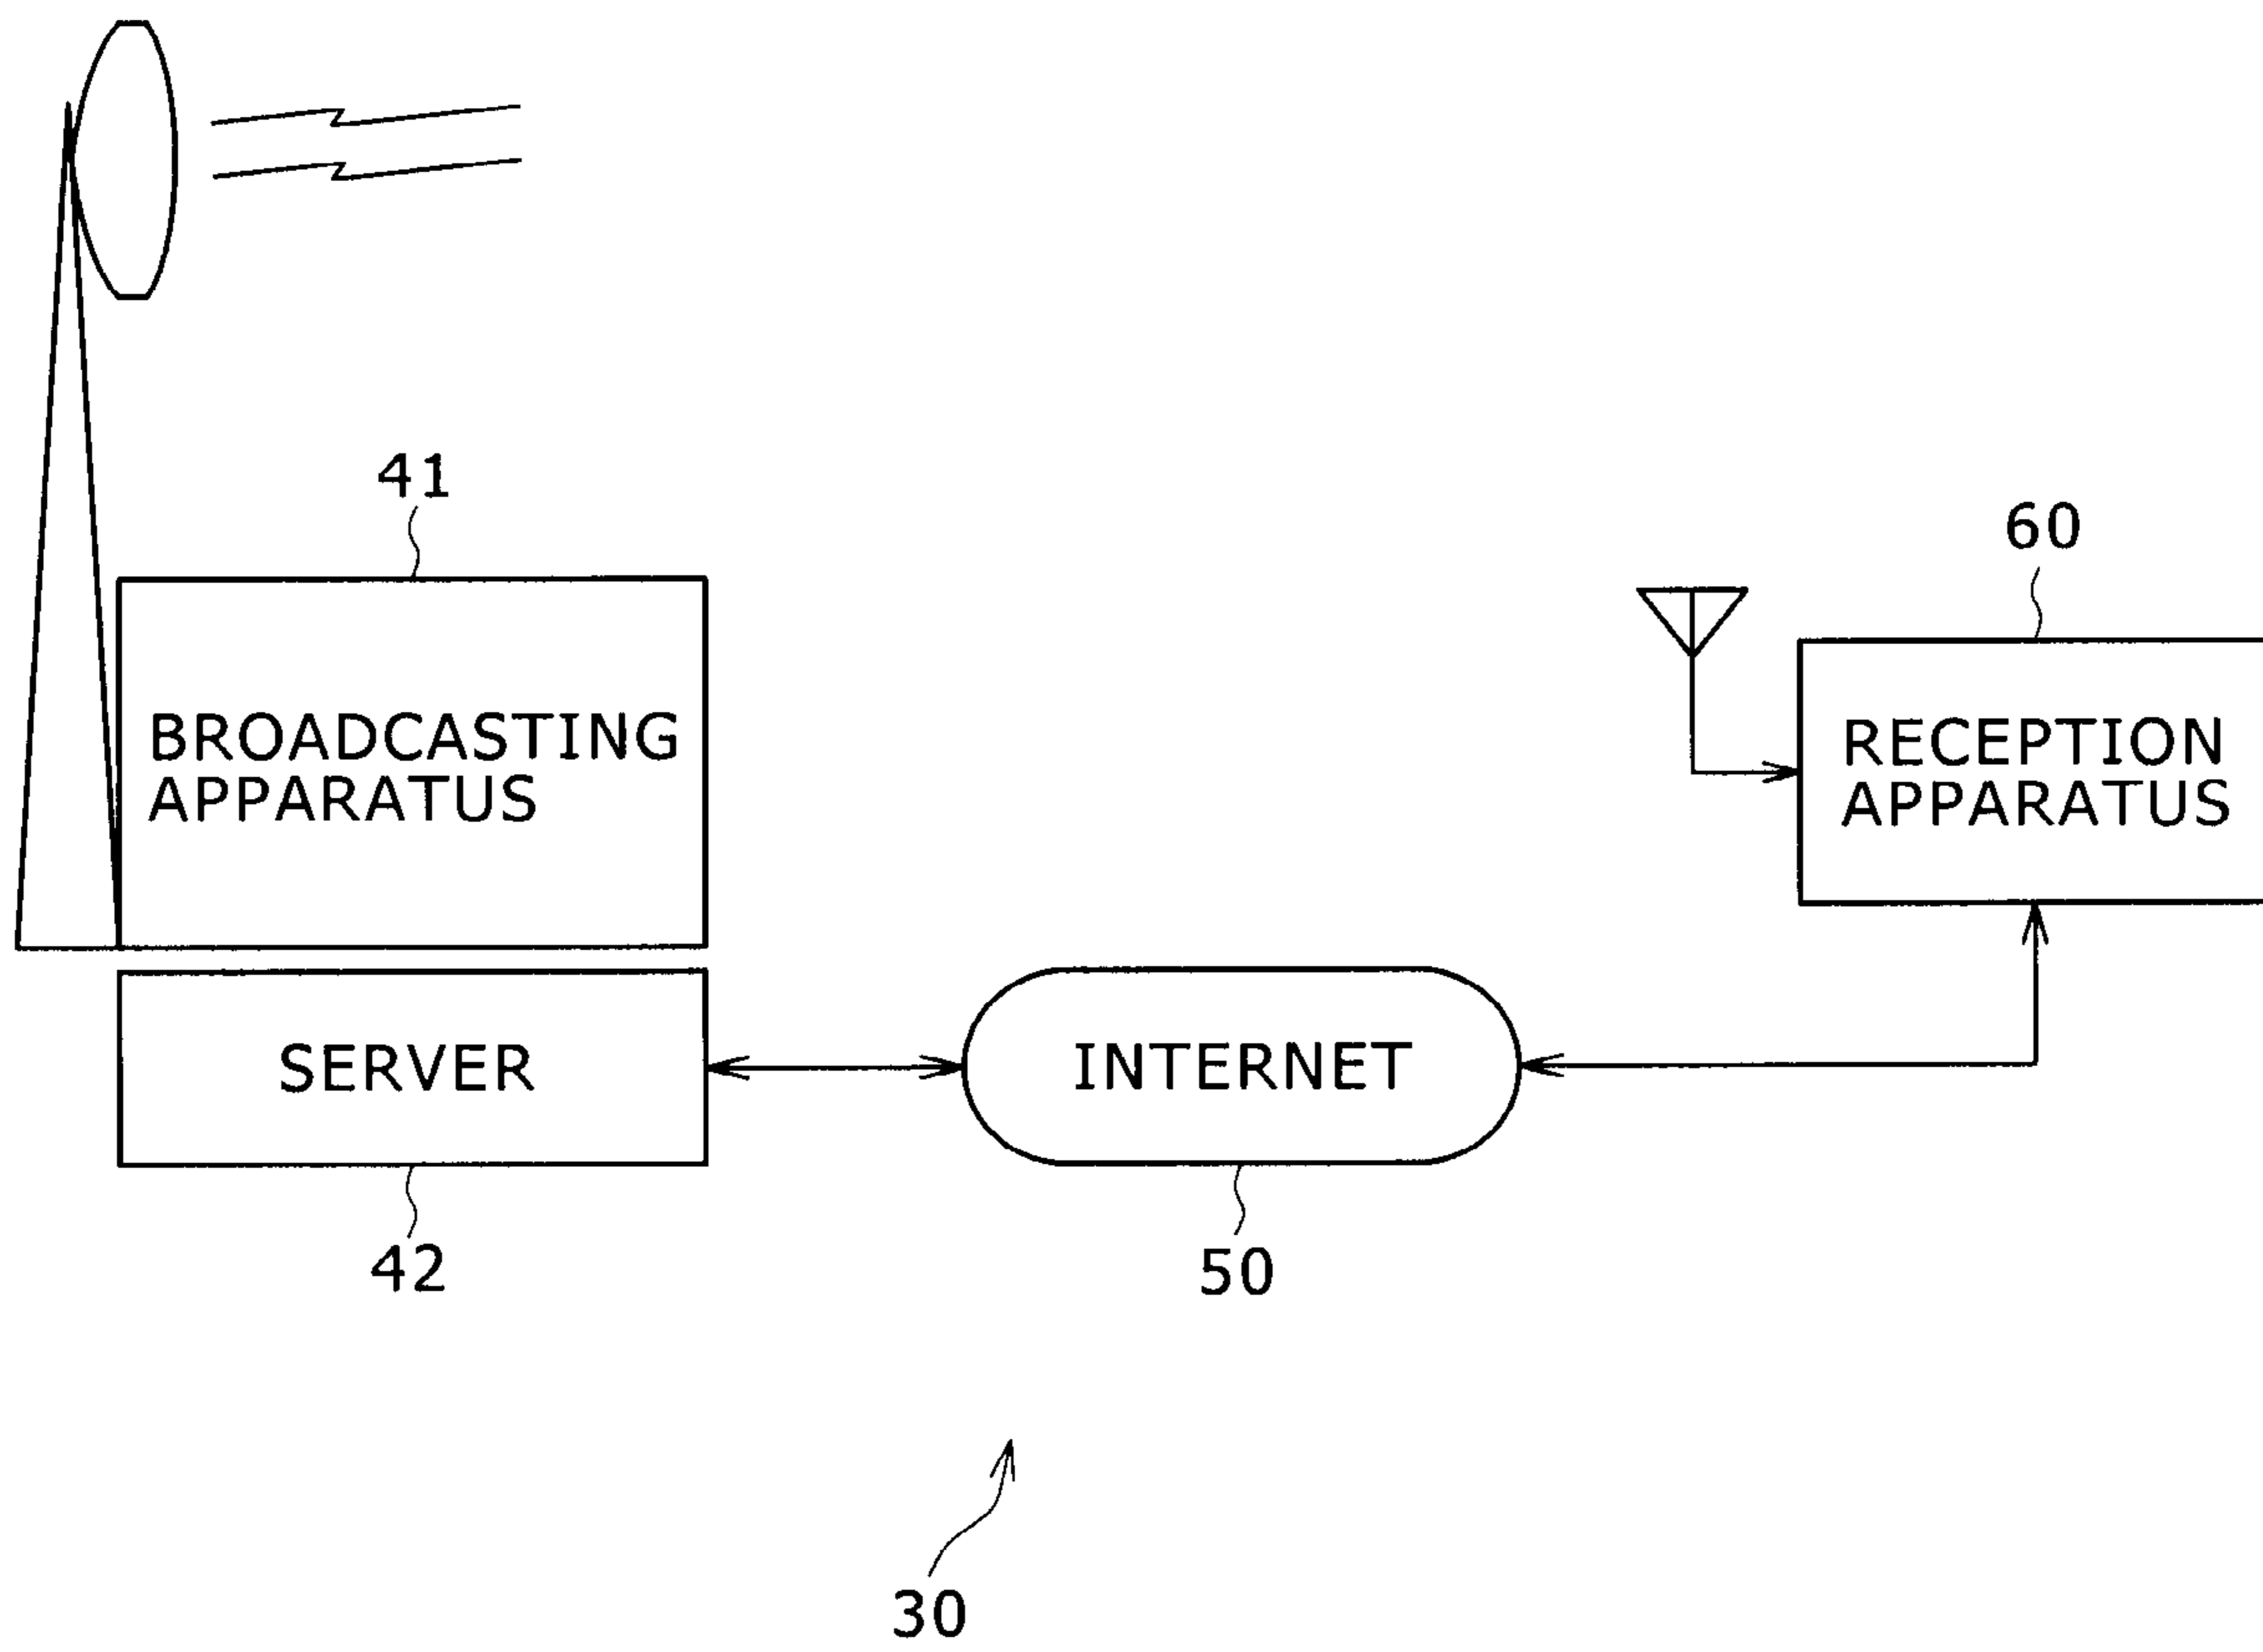 41
60
BROADCASTING
APPARATUS
RECEPTION
APPARATUS
SERVER
INTERNET
42
50
30